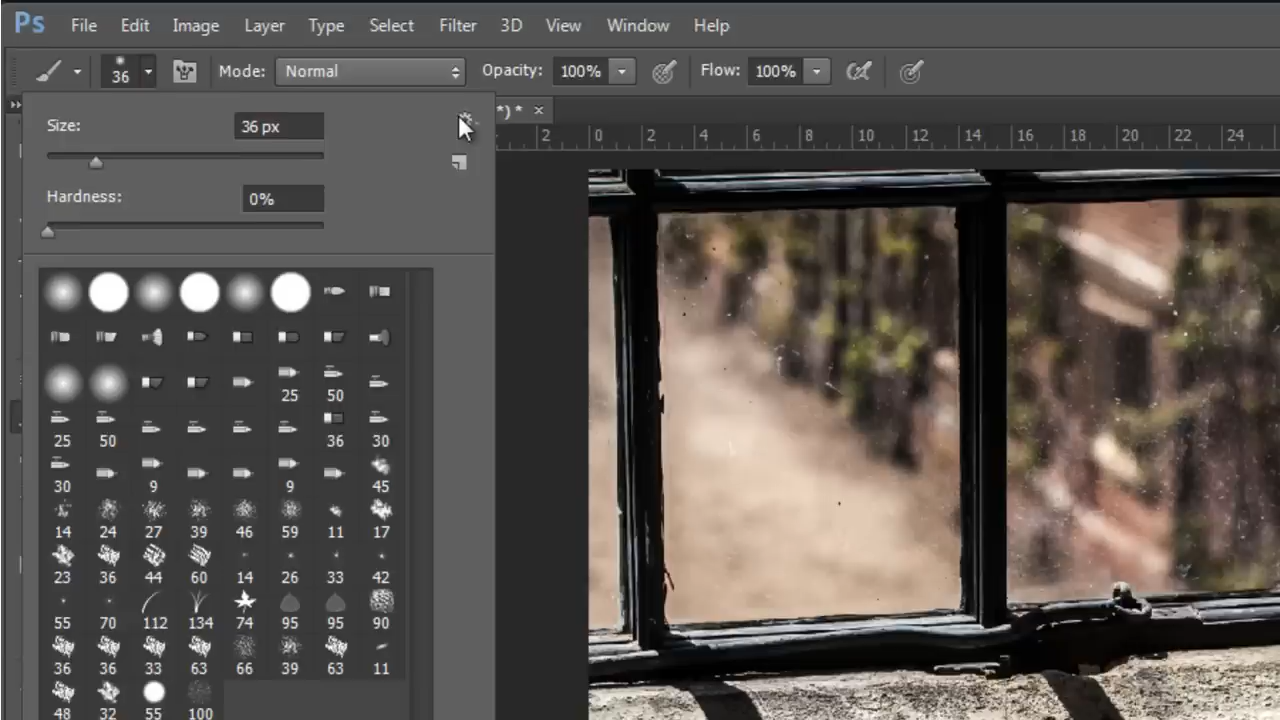 Ps File Edit Image Layer Type Select Filter 3D View Window Help
36 Mode: Normal Opacity: 100% Flow: 100%
*) * ×
Size: 36 px
2 0 2 4 6 8 10 12 14 16 18 20 22 24
Hardness: 0%
25 50
25 50 36 30
30 9 9 45
14 24 27 39 46 59 11 17
23 36 44 60 14 26 33 42
55 70 112 134 74 95 95 90
36 36 33 63 66 39 63 11
48 32 55 100